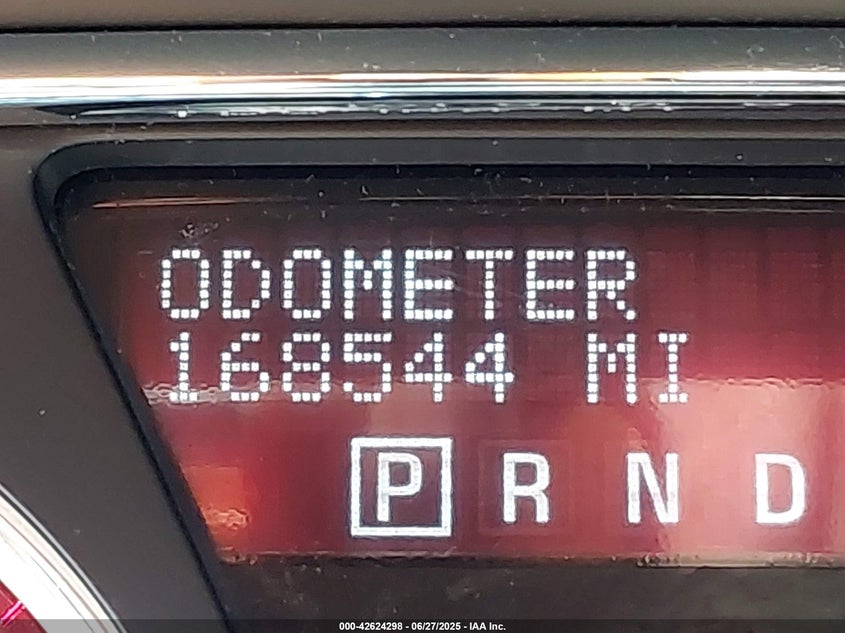 ODOMETER
168544 MI
P R N D
000-42624298 - 06/27/2025 - IAA Inc.